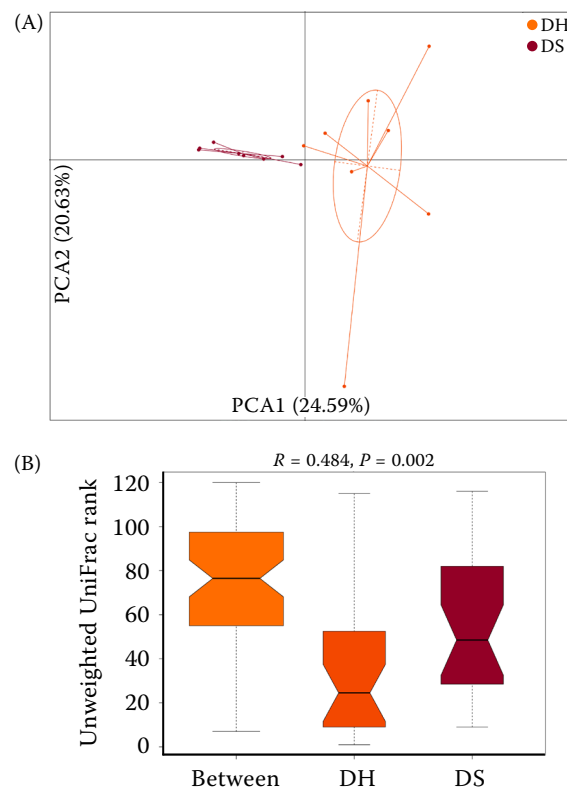 (A)
DH
DS
PCA2 (20.63%)
PCA1 (24.59%)
(B)
R = 0.484, P = 0.002
Unweighted UniFrac rank
120
100
80
60
40
20
0
Between DH DS